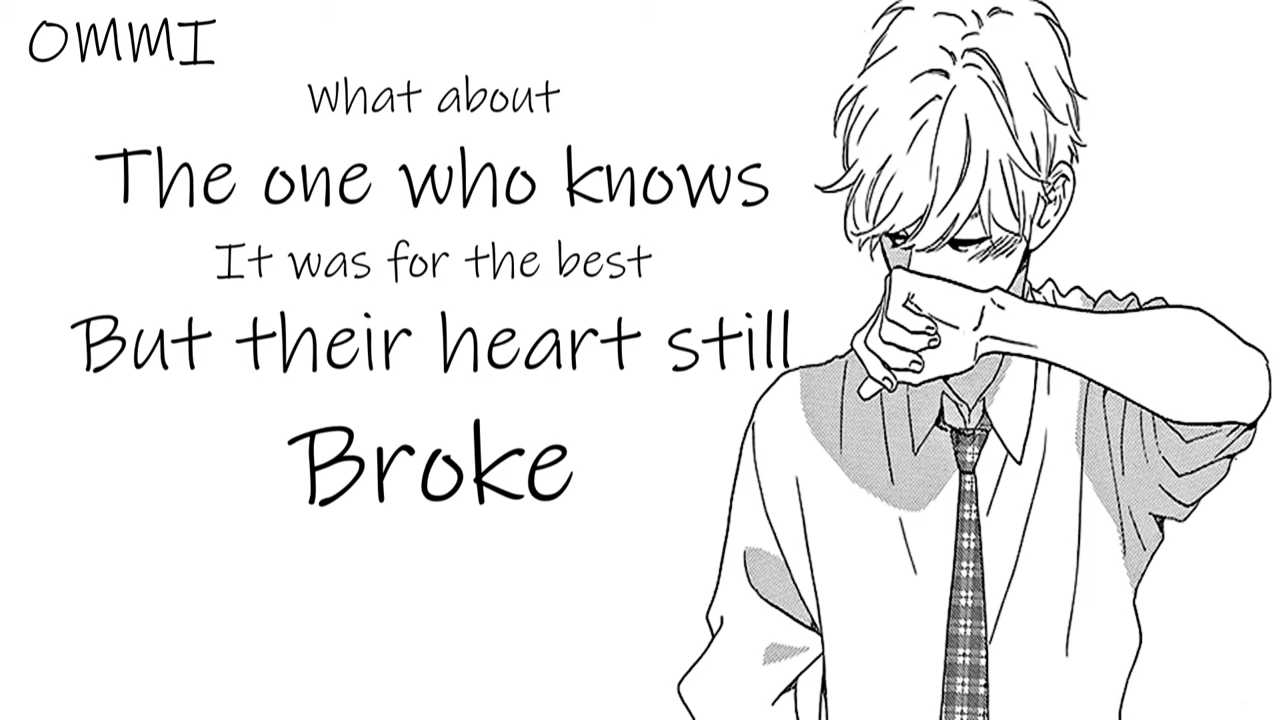 OMMI
What about
The one who knows
It was for the best
But their heart still
Broke